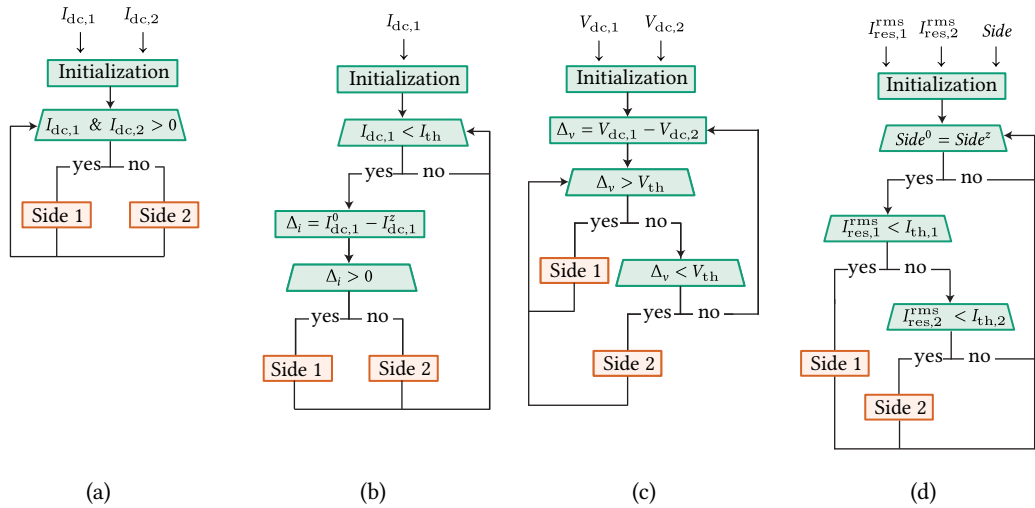 I_dc,1 I_dc,2
Initialization
I_dc,1 & I_dc,2 > 0
yes no
Side 1 Side 2
(a)
I_dc,1
Initialization
I_dc,1 < I_th
yes no
Δ_i = I^0_dc,1 − I^z_dc,1
Δ_i > 0
yes no
Side 1 Side 2
(b)
V_dc,1 V_dc,2
Initialization
Δ_v = V_dc,1 − V_dc,2
Δ_v > V_th
yes no
Side 1
Δ_v < V_th
yes no
Side 2
(c)
I^rms_res,1 I^rms_res,2 Side
Initialization
Side^0 = Side^z
yes no
I^rms_res,1 < I_th,1
yes no
I^rms_res,2 < I_th,2
Side 1
yes no
Side 2
(d)